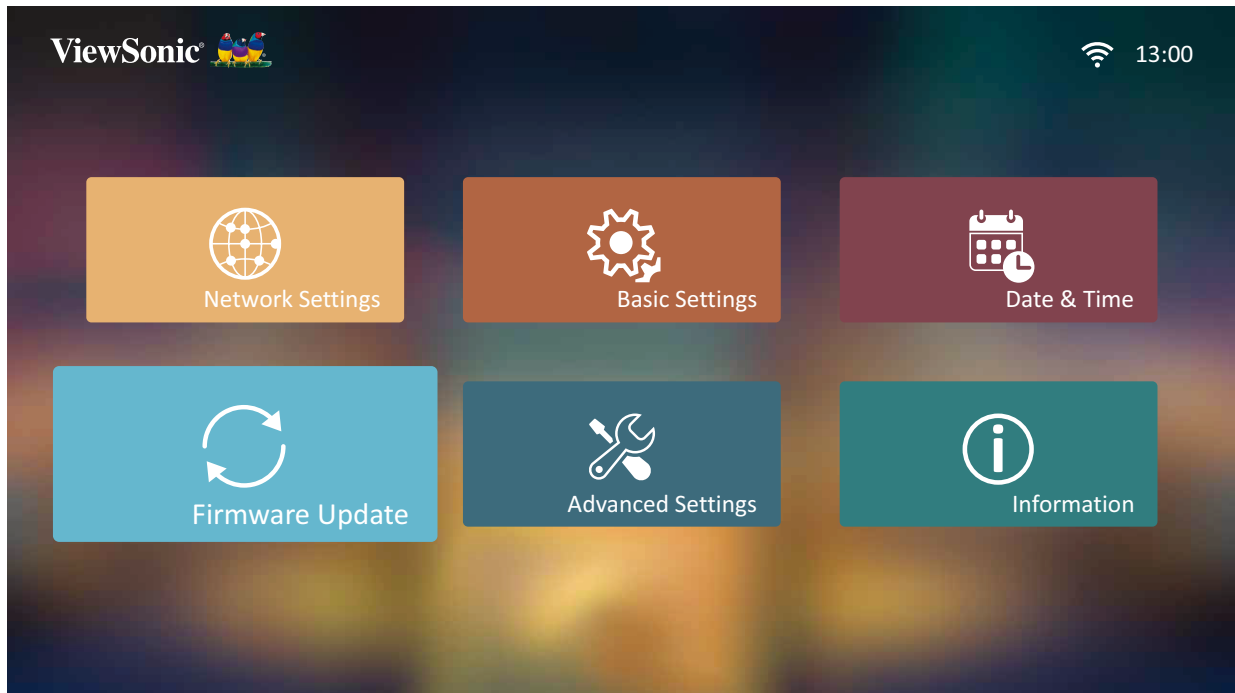 ViewSonic®
13:00
Network Settings
Basic Settings
Date & Time
Firmware Update
Advanced Settings
Information